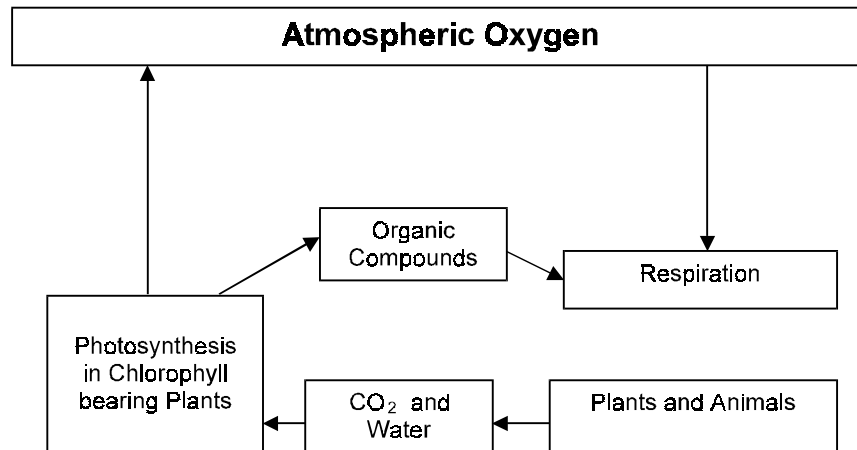 Atmospheric Oxygen
Organic
Compounds
Respiration
Photosynthesis
in Chlorophyll
bearing Plants
CO₂ and
Water
Plants and Animals